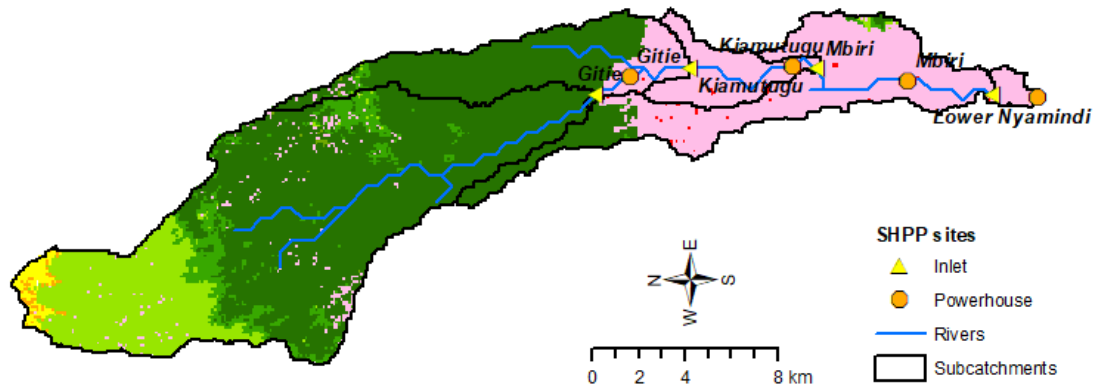 Kiamutugu
Mbiri
Gitie
Mbiri
Gitie
Kiamutugu
Lower Nyamindi
SHPP sites
Inlet
Powerhouse
Rivers
Subcatchments
E
N
S
W
0 2 4 8 km